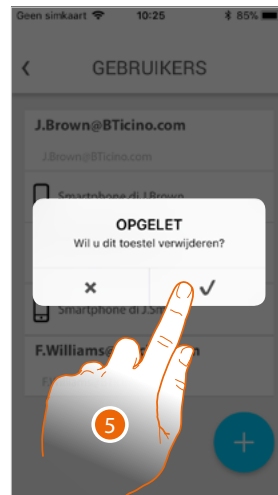 Geen simkaart 10:25 85%
GEBRUIKERS
J.Brown@BTicino.com
J.Brown@BTicino.com
Smartphone di J.Brown
OPGELET
Wil u dit toestel verwijderen?
Smartphone di J.Sm
F.Williams
5